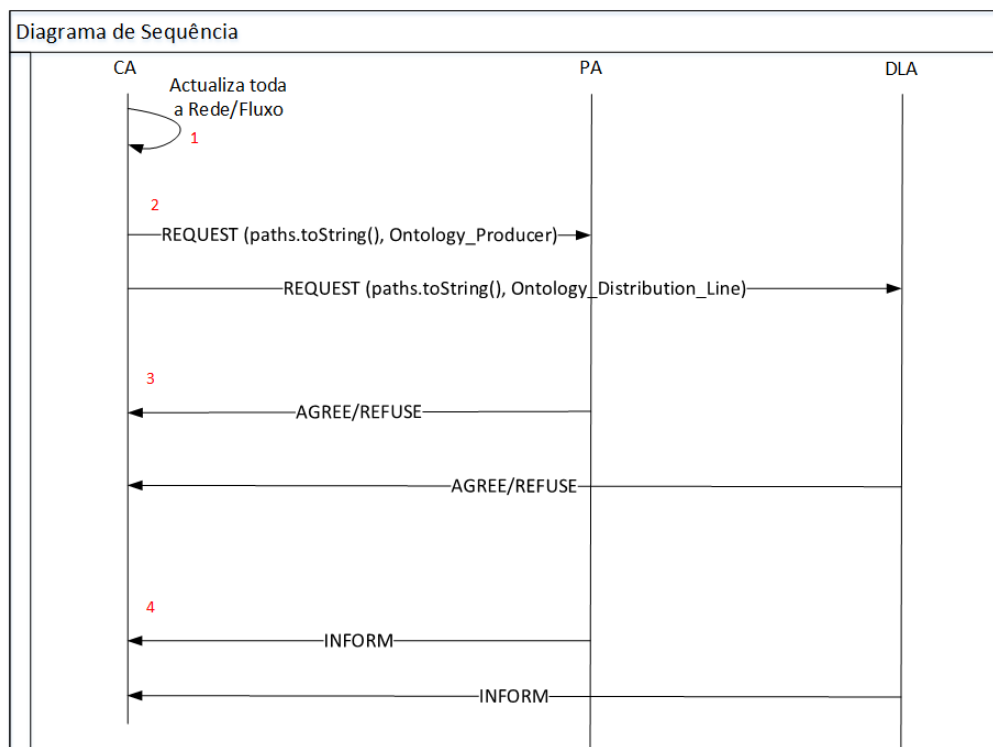 Diagrama de Sequência
CA
PA
DLA
Actualiza toda
a Rede/Fluxo
1
2
REQUEST (paths.toString(), Ontology_Producer)
REQUEST (paths.toString(), Ontology_Distribution_Line)
3
AGREE/REFUSE
AGREE/REFUSE
4
INFORM
INFORM